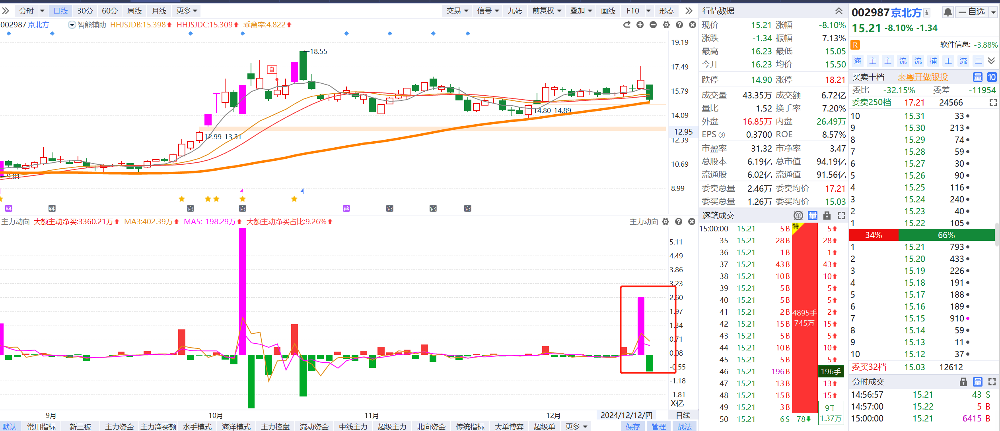 分时 日线 30分 60分 周线 月线 更多 交易 信号 九转 前复权 叠加 画线 F10 形态
002987 京北方 智能辅助 HHJSJDB:15.398 HHJSJDC:15.309 乖离率:4.822
19.19
18.55
自
17.49
15.79
14.80-14.89
14.09
12.95
12.99-13.31
12.39
10.69
9.81
8.99
叠 叠 它 它 叠 它 它 它
主力动向 大额主动净买:3360.21万 MA3:402.39万 MA5:-198.29万 大额主动净买占比:9.26% 主力动向
5.11
4.49
3.86
3.23
2.60
1.97
1.34
0.71
0.08
-0.55
-1.18
-1.81
X亿
9月 10月 11月 12月 2024/12/12/四 日线
默认 常用指标 新三板 主力资金 主力净买额 水手模式 海洋模式 主力控盘 流动资金 中线主力 超级主力 北向资金 传统指标 大单博弈 超级单 更多 保存 管理 战法
行情数据
现价 15.21 涨幅 -8.10%
涨跌 -1.34 振幅 7.13%
最高 16.23 最低 15.05
今开 16.23 均价 15.50
跌停 14.90 涨停 18.21
成交量 43.35万 成交额 6.72亿
量比 1.52 换手率 7.20%
外盘 16.85万 内盘 26.49万
EPS③ 0.3700 ROE 8.57%
市盈率 31.32 市净率 3.47
总股本 6.19亿 总市值 94.19亿
流通股 6.02亿 流通值 91.56亿
委卖总量 2.46万 委卖均价 17.21
委买总量 1.26万 委买均价 15.03
逐笔成交 单 量
15:00:00 15.21 5 B 特 5
35 15.21 28 B 28
36 15.21 1 B 1
37 15.21 43 B 43
38 15.21 10 B 10
39 15.21 5 B 5
40 15.21 5 B 5
41 15.21 2 B 4895手 2
42 15.21 15 B 745万 15
43 15.21 5 B 5
44 15.21 10 B 10
45 15.21 5 B 5
46 15.21 196 B 196手
47 15.21 13 B 13
48 15.21 15 B 15
49 15.21 3 B 9手
50 15.21 6 S 78 1.37万
002987 京北方 i 自选
15.21 -8.10% -1.34
R 软件信息: -3.88%
海 主 主 流 流 捕 主 流 三
买卖十档 来粤开做跟投 量 10
委比 -32.15% 委差 -11954
委卖250档 17.21 24566
10 15.31 33
9 15.30 213
8 15.29 74
7 15.28 59
6 15.27 30
5 15.26 90
4 15.25 116
3 15.24 240
2 15.23 40
1 15.22 105
34% 66%
1 15.21 793
2 15.20 433
3 15.19 226
4 15.18 191
5 15.17 188
6 15.16 189
7 15.15 910
8 15.14 59
9 15.13 11
10 15.12 37
委买32档 15.03 12612
分时成交 量
14:56:57 15.21 43 S
14:57:00 15.22 5 B
15:00:00 15.21 6415 B